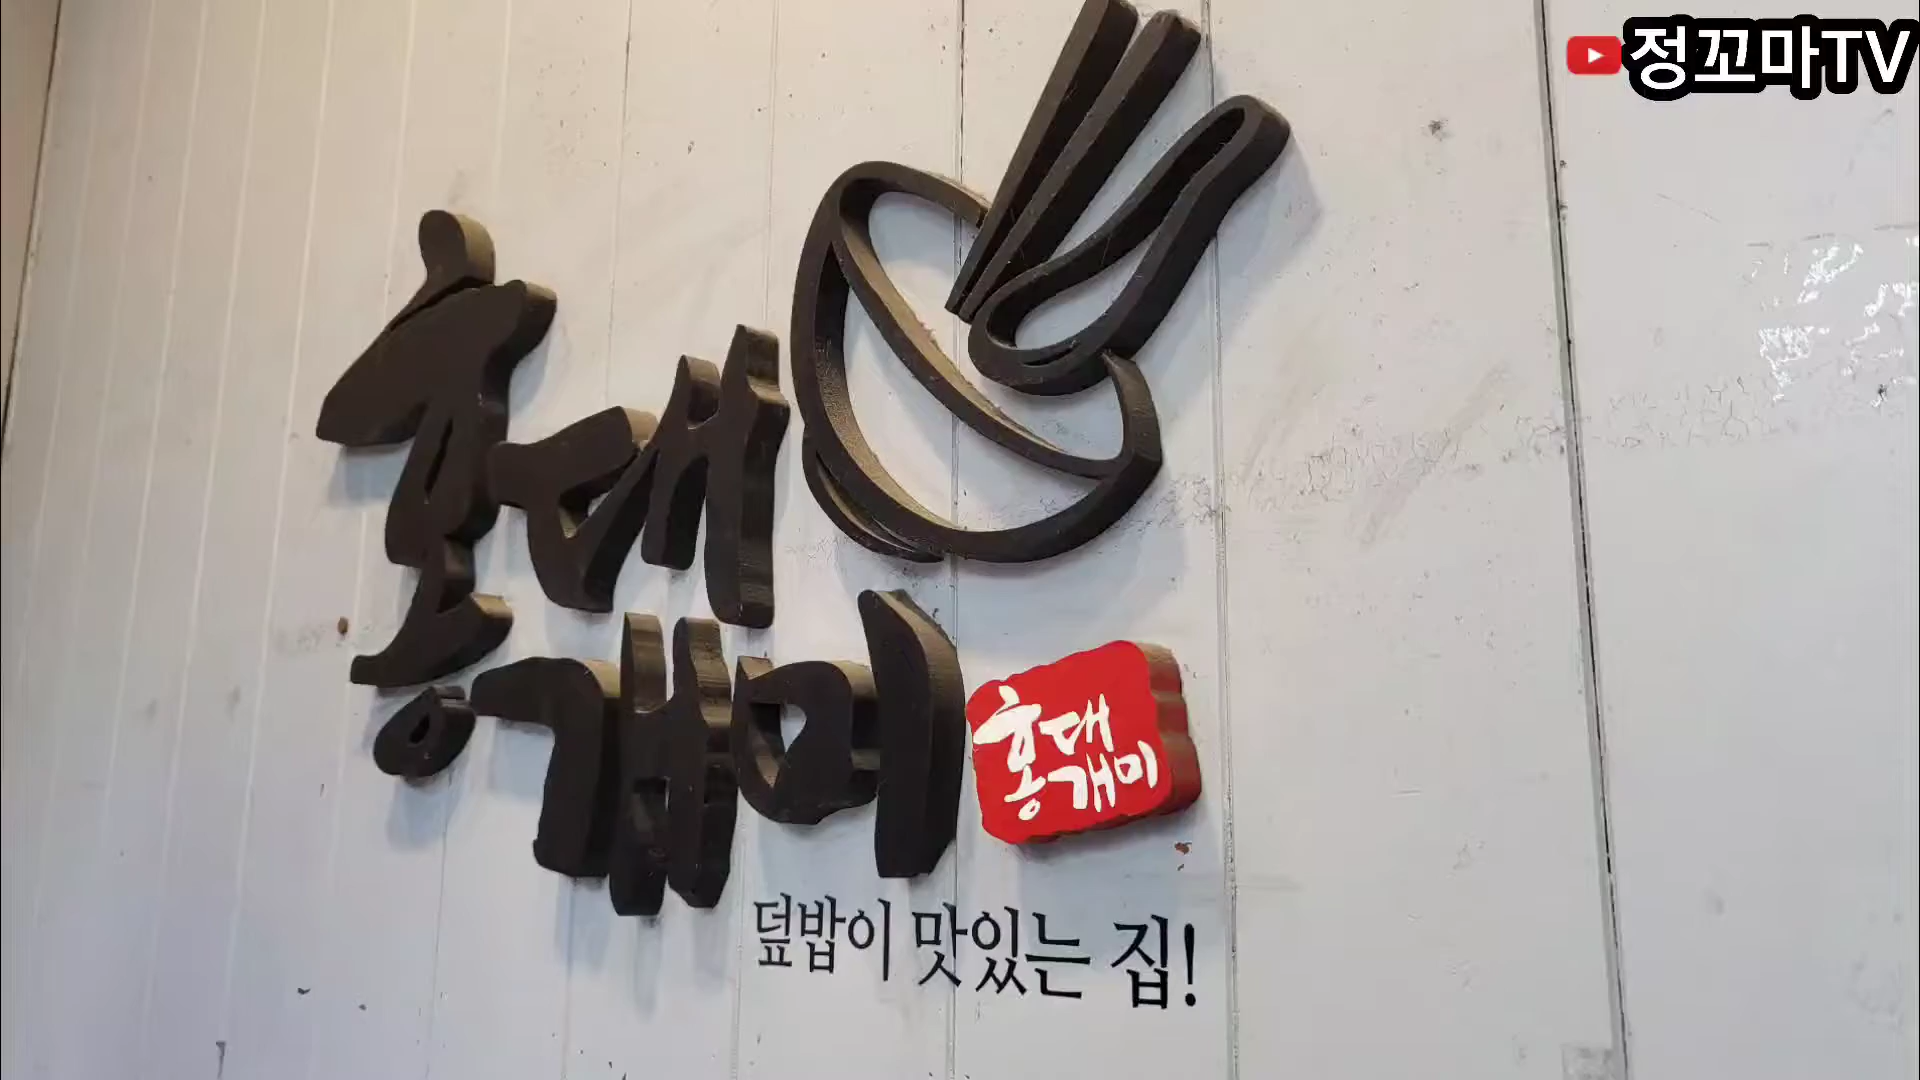 정꼬마TV
홍대
개미
홍대
개미
덮밥이 맛있는 집!